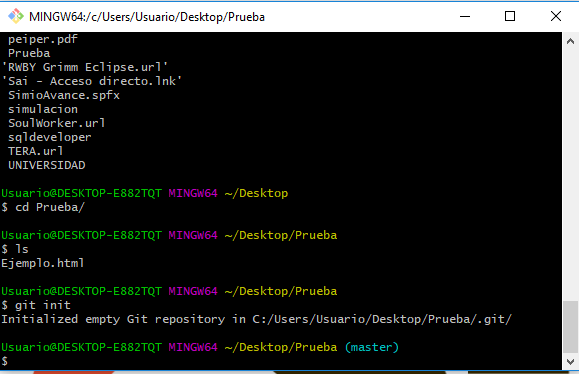 MINGW64:/c/Users/Usuario/Desktop/Prueba
peiper.pdf
Prueba
'RWBY Grimm Eclipse.url'
'Sai - Acceso directo.lnk'
SimioAvance.spfx
simulacion
SoulWorker.url
sqldeveloper
TERA.url
UNIVERSIDAD
Usuario@DESKTOP-E882TQT MINGW64 ~/Desktop
$ cd Prueba/
Usuario@DESKTOP-E882TQT MINGW64 ~/Desktop/Prueba
$ ls
Ejemplo.html
Usuario@DESKTOP-E882TQT MINGW64 ~/Desktop/Prueba
$ git init
Initialized empty Git repository in C:/Users/Usuario/Desktop/Prueba/.git/
Usuario@DESKTOP-E882TQT MINGW64 ~/Desktop/Prueba (master)
$